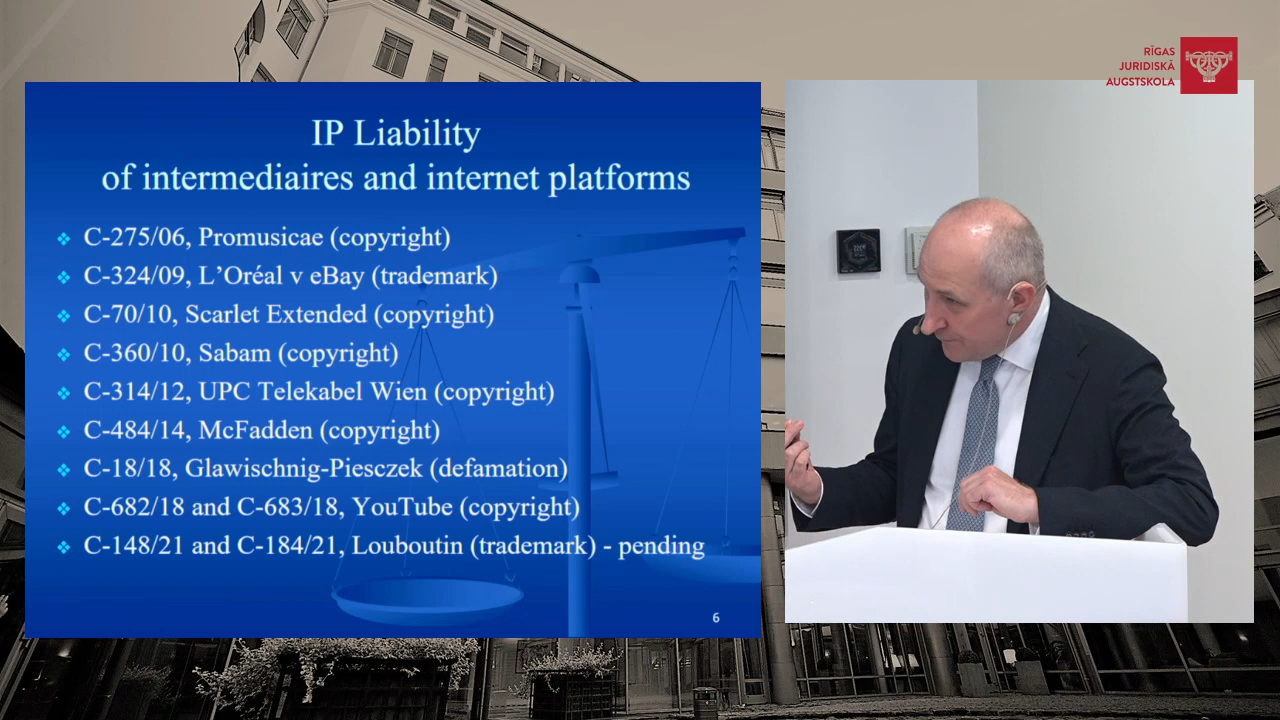 RĪGAS
JURIDISKĀ
AUGSTSKOLA
IP Liability
of intermediaires and internet platforms
C-275/06, Promusicae (copyright)
C-324/09, L'Oréal v eBay (trademark)
C-70/10, Scarlet Extended (copyright)
C-360/10, Sabam (copyright)
C-314/12, UPC Telekabel Wien (copyright)
C-484/14, McFadden (copyright)
C-18/18, Glawischnig-Piesczek (defamation)
C-682/18 and C-683/18, YouTube (copyright)
C-148/21 and C-184/21, Louboutin (trademark) - pending
6